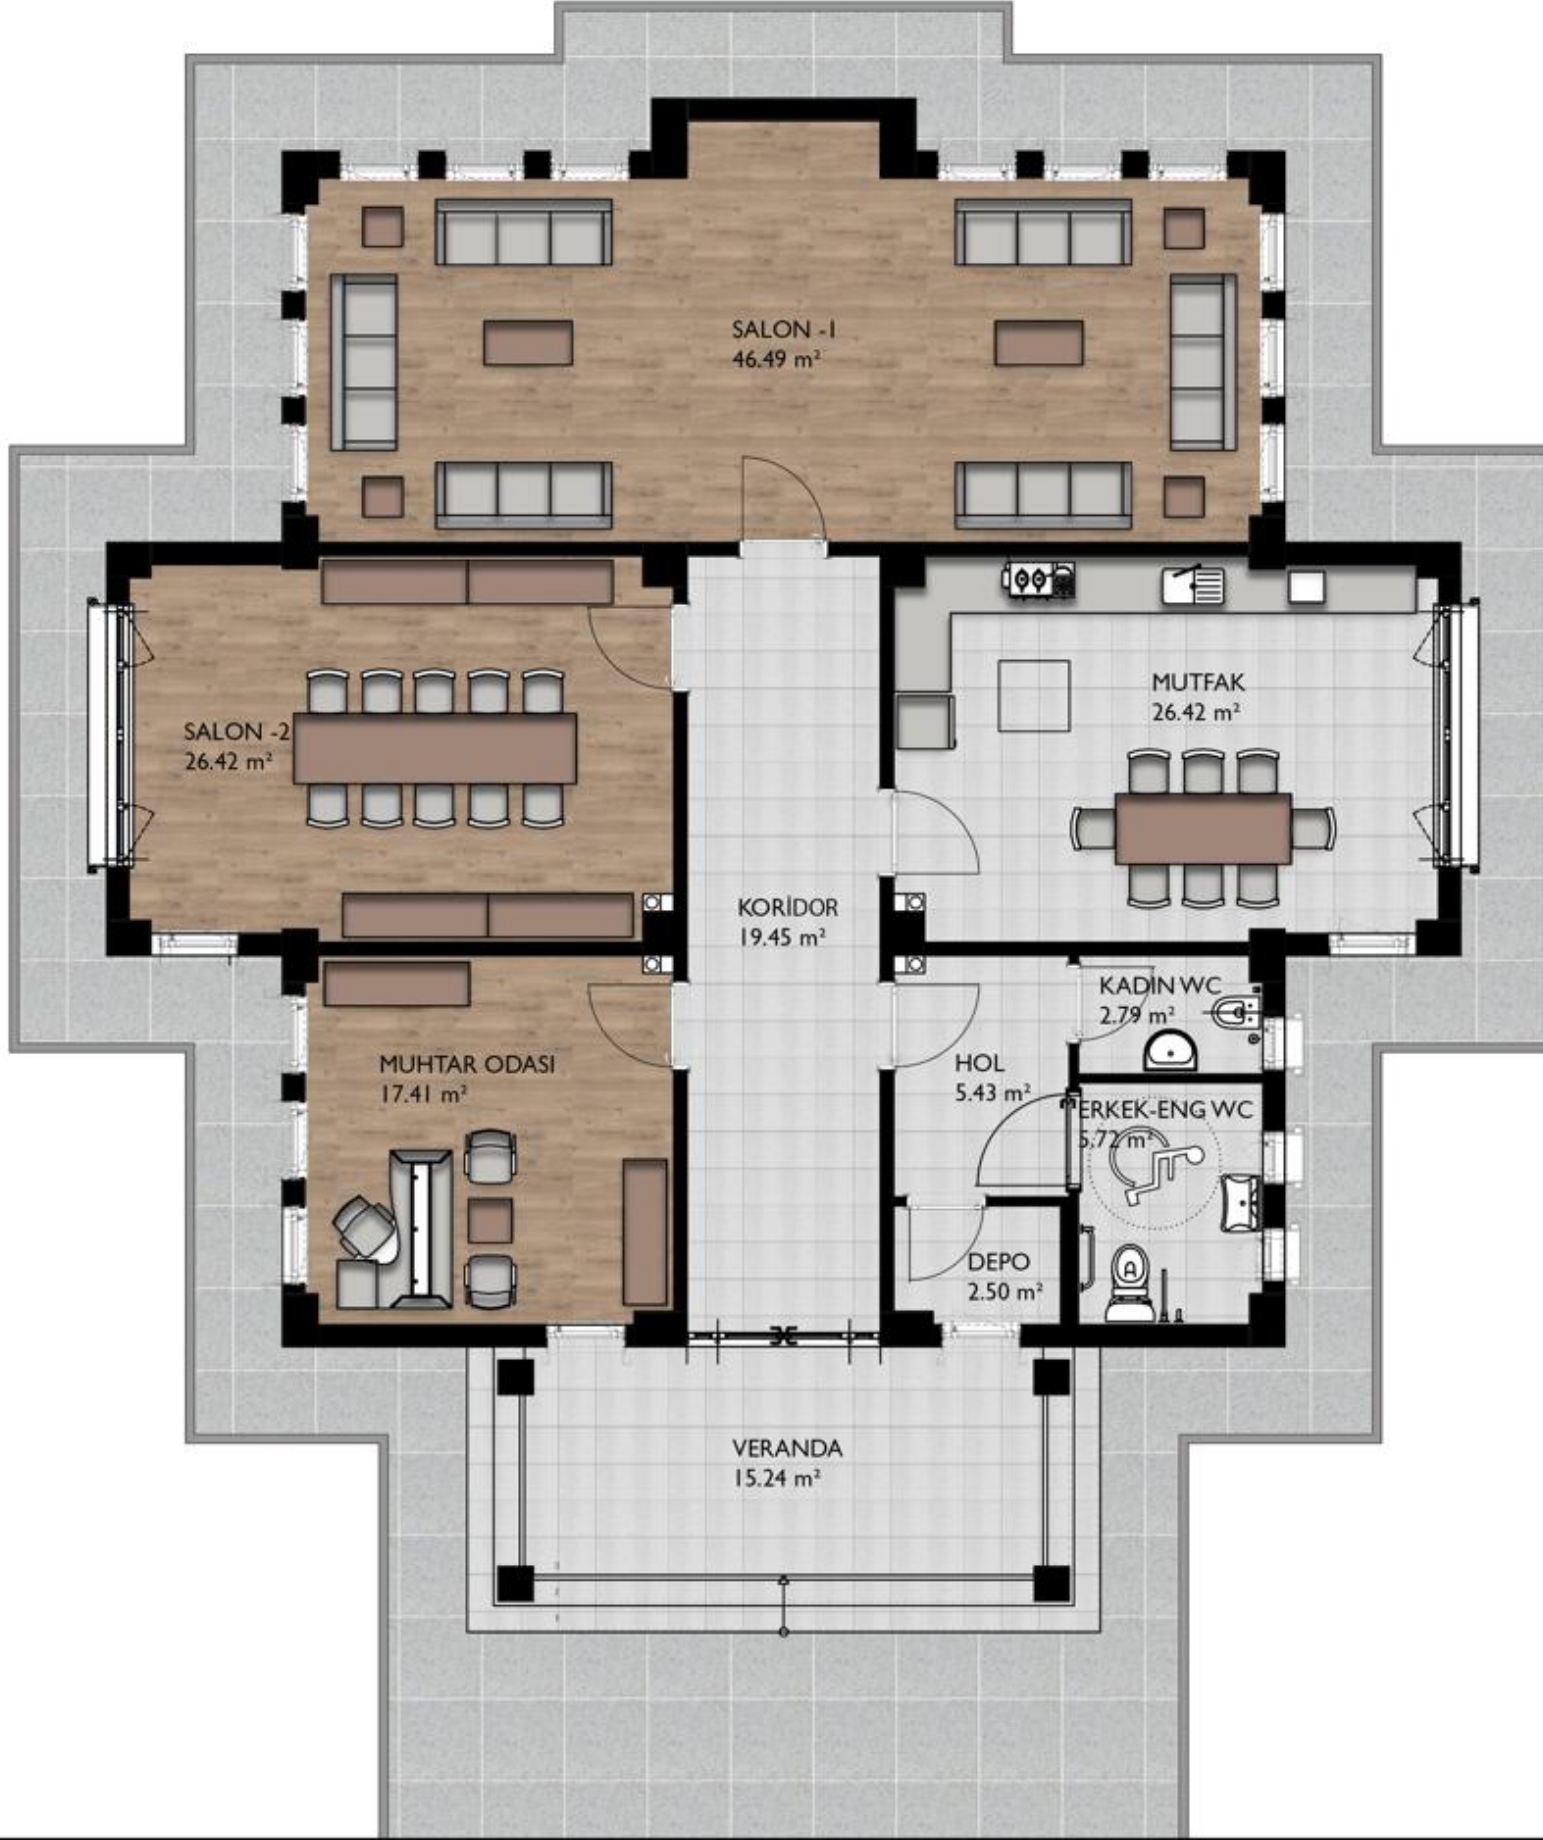 SALON -1
46.49 m²
SALON -2
26.42 m²
MUTFAK
26.42 m²
KORİDOR
19.45 m²
KADIN WC
2.79 m²
MUHTAR ODASI
17.41 m²
HOL
5.43 m²
ERKEK-ENG WC
5.72 m²
A
DEPO
2.50 m²
VERANDA
15.24 m²